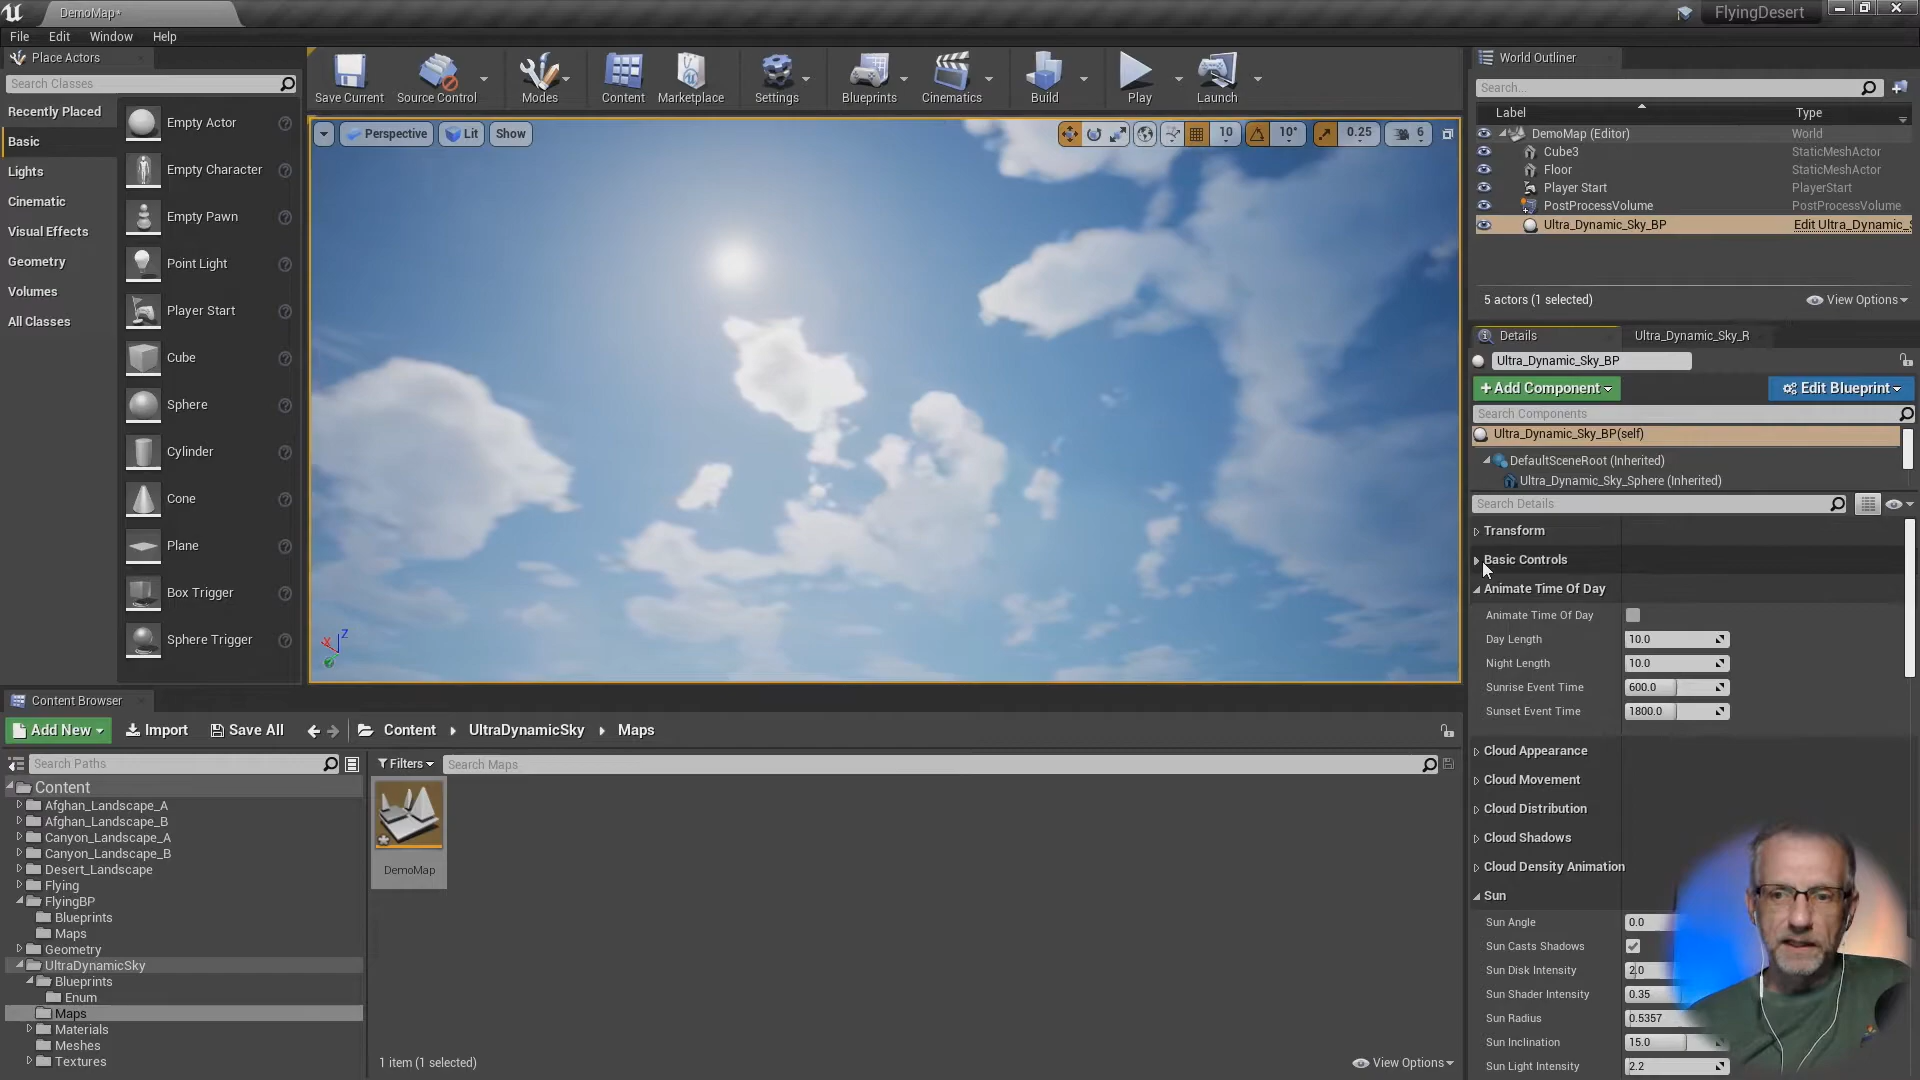 DemoMap*
FlyingDesert
File Edit Window Help
Place Actors
Search Classes
Recently Placed
Basic
Lights
Cinematic
Visual Effects
Geometry
Volumes
All Classes
Empty Actor
Empty Character
Empty Pawn
Point Light
Player Start
Cube
Sphere
Cylinder
Cone
Plane
Box Trigger
Sphere Trigger
Save Current Source Control Modes Content Marketplace Settings Blueprints Cinematics Build Play Launch
Perspective Lit Show 10 10° 0.25 6
X Z
World Outliner
Search...
Label Type
DemoMap (Editor) World
Cube3 StaticMeshActor
Floor StaticMeshActor
Player Start PlayerStart
PostProcessVolume PostProcessVolume
Ultra_Dynamic_Sky_BP Edit Ultra_Dynamic_S
5 actors (1 selected) View Options
Details Ultra_Dynamic_Sky_R
Ultra_Dynamic_Sky_BP
+Add Component Edit Blueprint
Search Components
Ultra_Dynamic_Sky_BP(self)
DefaultSceneRoot (Inherited)
Ultra_Dynamic_Sky_Sphere (Inherited)
Search Details
Transform
Basic Controls
Animate Time Of Day
Animate Time Of Day
Day Length 10.0
Night Length 10.0
Sunrise Event Time 600.0
Sunset Event Time 1800.0
Cloud Appearance
Cloud Movement
Cloud Distribution
Cloud Shadows
Cloud Density Animation
Sun
Sun Angle 0.0
Sun Casts Shadows
Sun Disk Intensity 2.0
Sun Shader Intensity 0.35
Sun Radius 0.5357
Sun Inclination 15.0
Sun Light Intensity 2.2
Content Browser
Add New Import Save All Content UltraDynamicSky Maps
Search Paths
Filters Search Maps
Content
Afghan_Landscape_A
Afghan_Landscape_B
Canyon_Landscape_A
Canyon_Landscape_B
Desert_Landscape
Flying
FlyingBP
Blueprints
Maps
Geometry
UltraDynamicSky
Blueprints
Enum
Maps
Materials
Meshes
Textures
DemoMap
1 item (1 selected) View Options